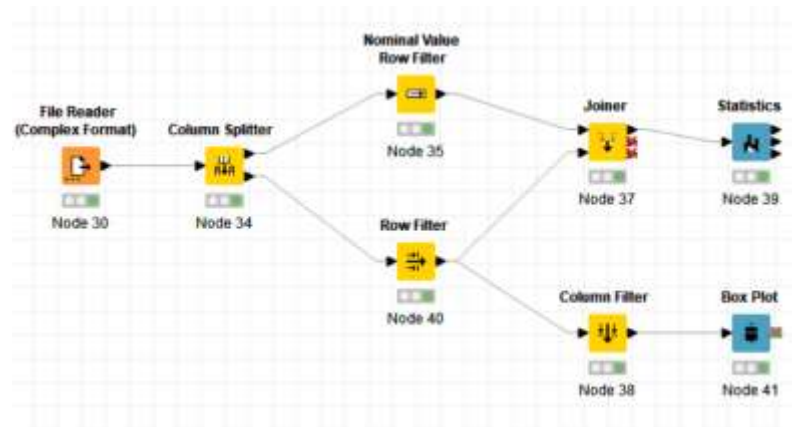 Nominal Value
Row Filter
Node 35
File Reader
(Complex Format)
Node 30
Column Splitter
Node 34
Joiner
Node 37
Statistics
Node 39
Row Filter
Node 40
Column Filter
Node 38
Box Plot
Node 41